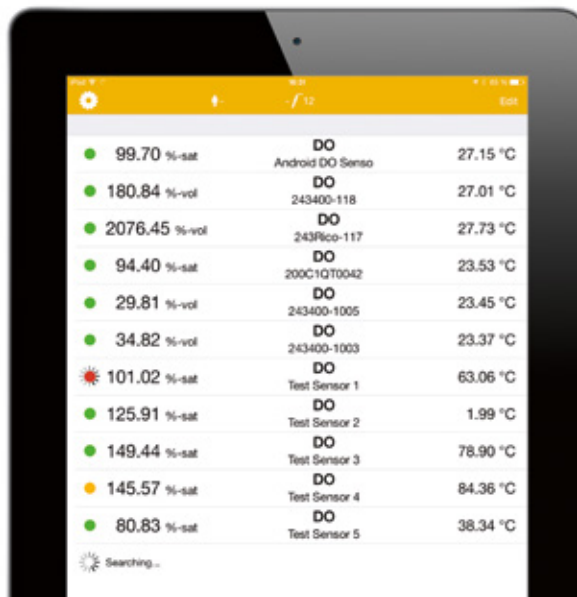 iPad
16:31
12
Edit
99.70 %-sat DO 27.15 °C
Android DO Senso
180.84 %-vol DO 27.01 °C
243400-118
2076.45 %-vol DO 27.73 °C
243Rico-117
94.40 %-sat DO 23.53 °C
200C1QT0042
29.81 %-vol DO 23.45 °C
243400-1005
34.82 %-vol DO 23.37 °C
243400-1003
101.02 %-sat DO 63.06 °C
Test Sensor 1
125.91 %-sat DO 1.99 °C
Test Sensor 2
149.44 %-sat DO 78.90 °C
Test Sensor 3
145.57 %-sat DO 84.36 °C
Test Sensor 4
80.83 %-sat DO 38.34 °C
Test Sensor 5
Searching...